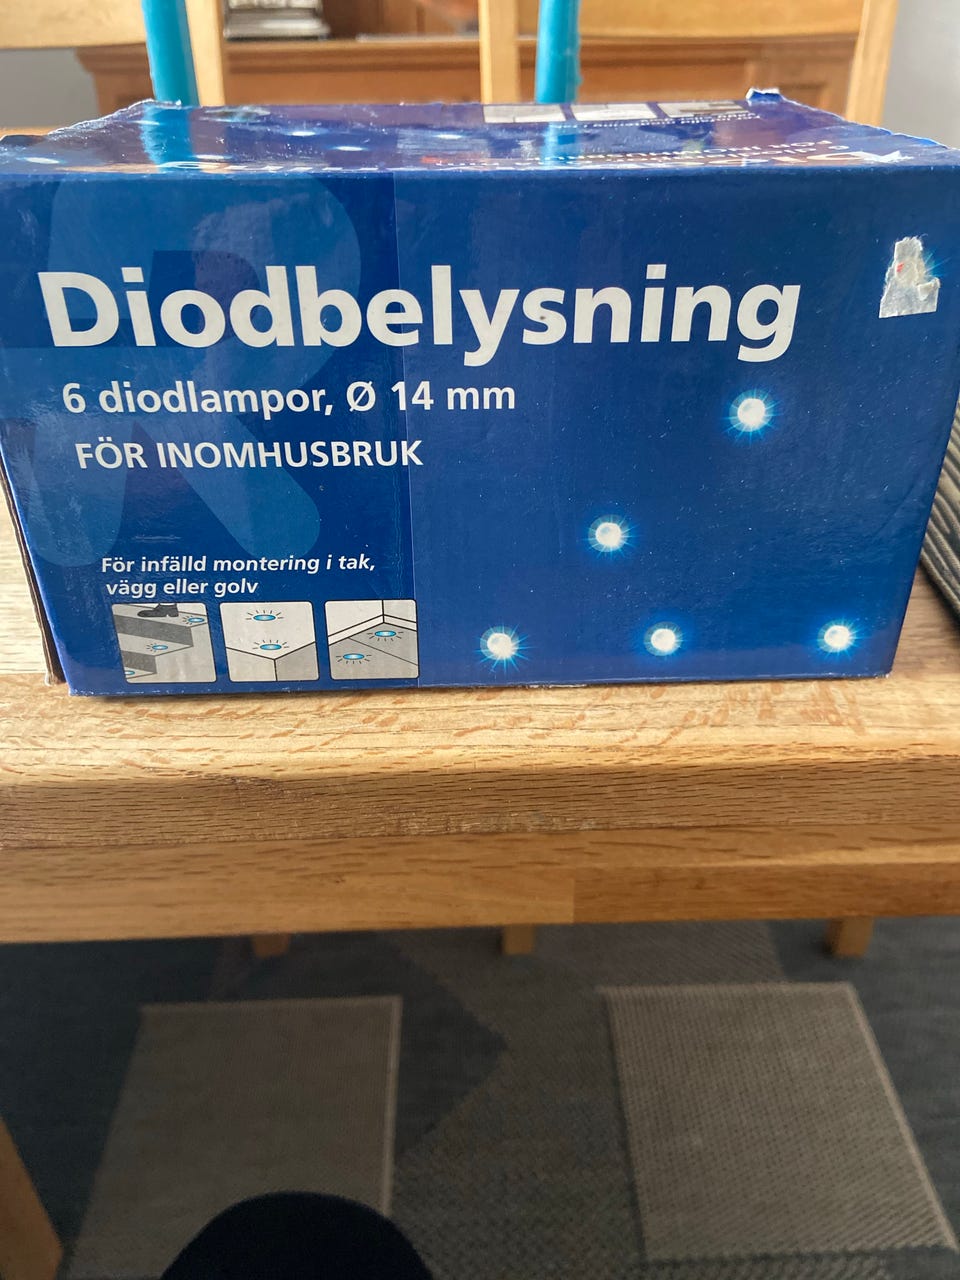 Diodbelysning
6 diodlampor, Ø 14 mm
FÖR INOMHUSBRUK
För infälld montering i tak,
vägg eller golv